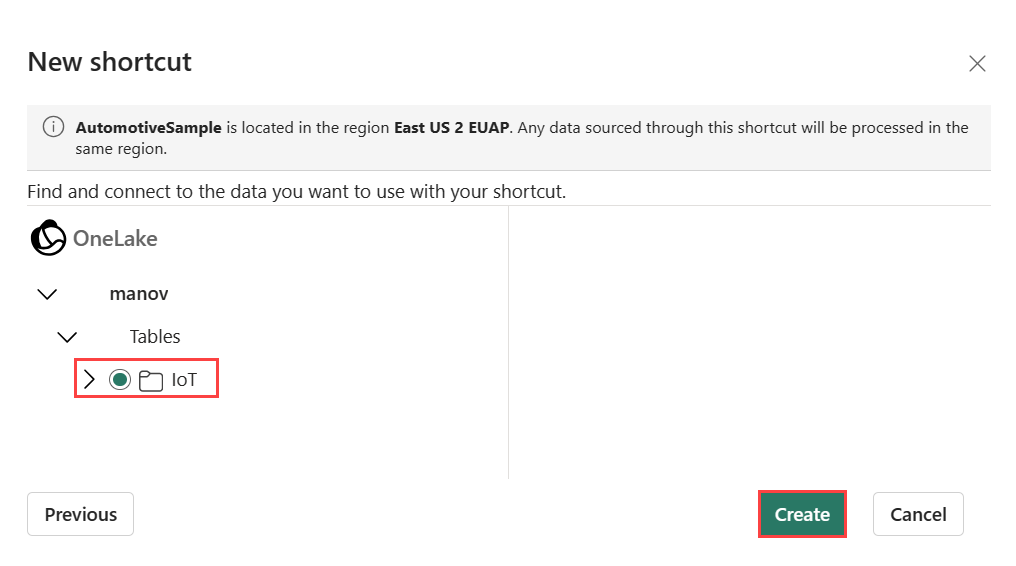 New shortcut
AutomotiveSample is located in the region East US 2 EUAP. Any data sourced through this shortcut will be processed in the
same region.
Find and connect to the data you want to use with your shortcut.
OneLake
manov
Tables
IoT
Previous
Create
Cancel